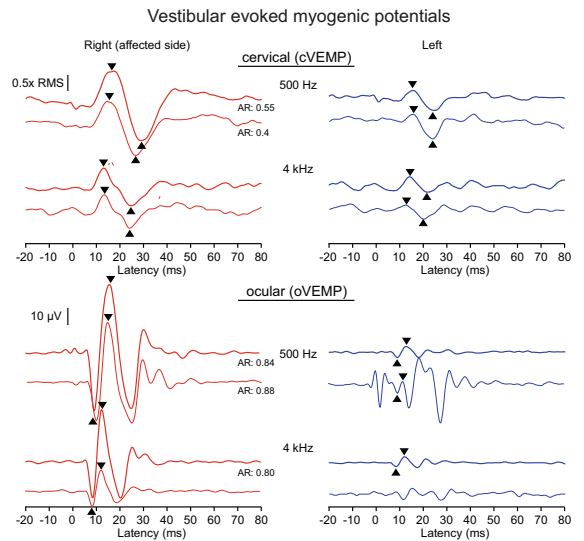 Vestibular evoked myogenic potentials
Right (affected side) Left
cervical (cVEMP)
0.5x RMS 500 Hz
AR: 0.55
AR: 0.4
4 kHz
-20 -10 0 10 20 30 40 50 60 70 80 -20 -10 0 10 20 30 40 50 60 70 80
Latency (ms) Latency (ms)
ocular (oVEMP)
10 µV
500 Hz
AR: 0.84
AR: 0.88
4 kHz
AR: 0.80
-20 -10 0 10 20 30 40 50 60 70 80 -20 -10 0 10 20 30 40 50 60 70 80
Latency (ms) Latency (ms)